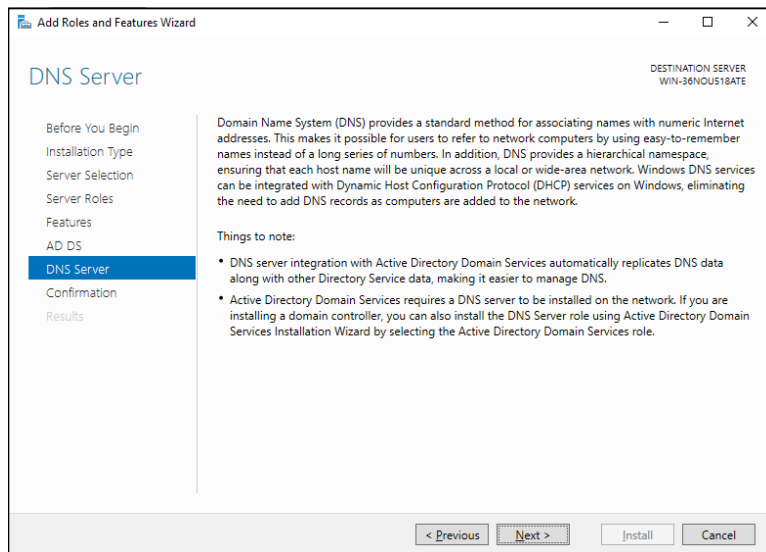 Add Roles and Features Wizard
DNS Server
DESTINATION SERVER
WIN-36NOU518ATE
Before You Begin
Installation Type
Server Selection
Server Roles
Features
AD DS
DNS Server
Confirmation
Results
Domain Name System (DNS) provides a standard method for associating names with numeric Internet
addresses. This makes it possible for users to refer to network computers by using easy-to-remember
names instead of a long series of numbers. In addition, DNS provides a hierarchical namespace,
ensuring that each host name will be unique across a local or wide-area network. Windows DNS services
can be integrated with Dynamic Host Configuration Protocol (DHCP) services on Windows, eliminating
the need to add DNS records as computers are added to the network.
Things to note:
• DNS server integration with Active Directory Domain Services automatically replicates DNS data
along with other Directory Service data, making it easier to manage DNS.
• Active Directory Domain Services requires a DNS server to be installed on the network. If you are
installing a domain controller, you can also install the DNS Server role using Active Directory Domain
Services Installation Wizard by selecting the Active Directory Domain Services role.
< Previous
Next >
Install
Cancel